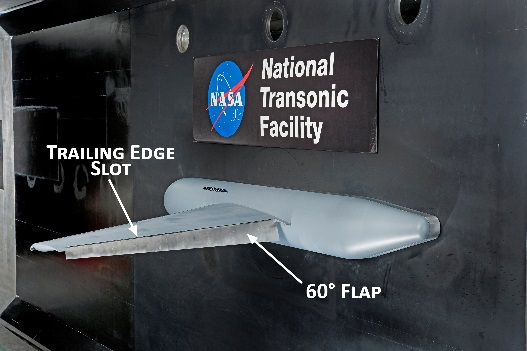 NASA
National
Transonic
Facility
TRAILING EDGE
SLOT
60° FLAP